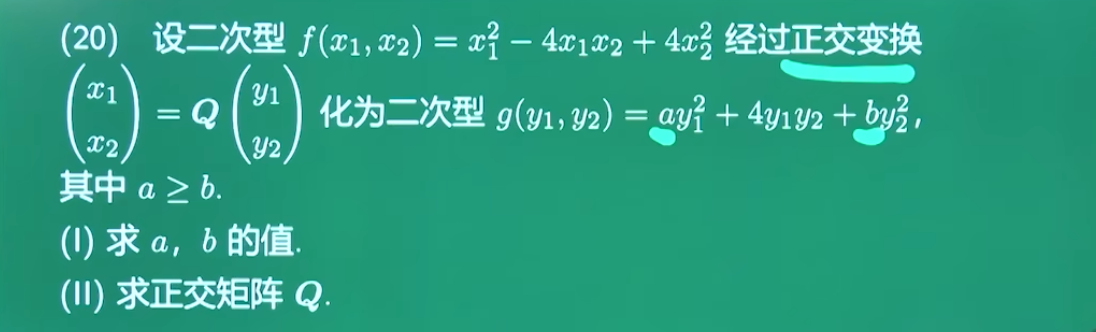 (20) 设二次型 $f(x_1, x_2) = x_1^2 - 4x_1x_2 + 4x_2^2$ 经过正交变换
$\begin{pmatrix} x_1 \\ x_2 \end{pmatrix} = Q \begin{pmatrix} y_1 \\ y_2 \end{pmatrix}$ 化为二次型 $g(y_1, y_2) = ay_1^2 + 4y_1y_2 + by_2^2$,
其中 $a \geq b$.
(I) 求 $a$, $b$ 的值.
(II) 求正交矩阵 $Q$.